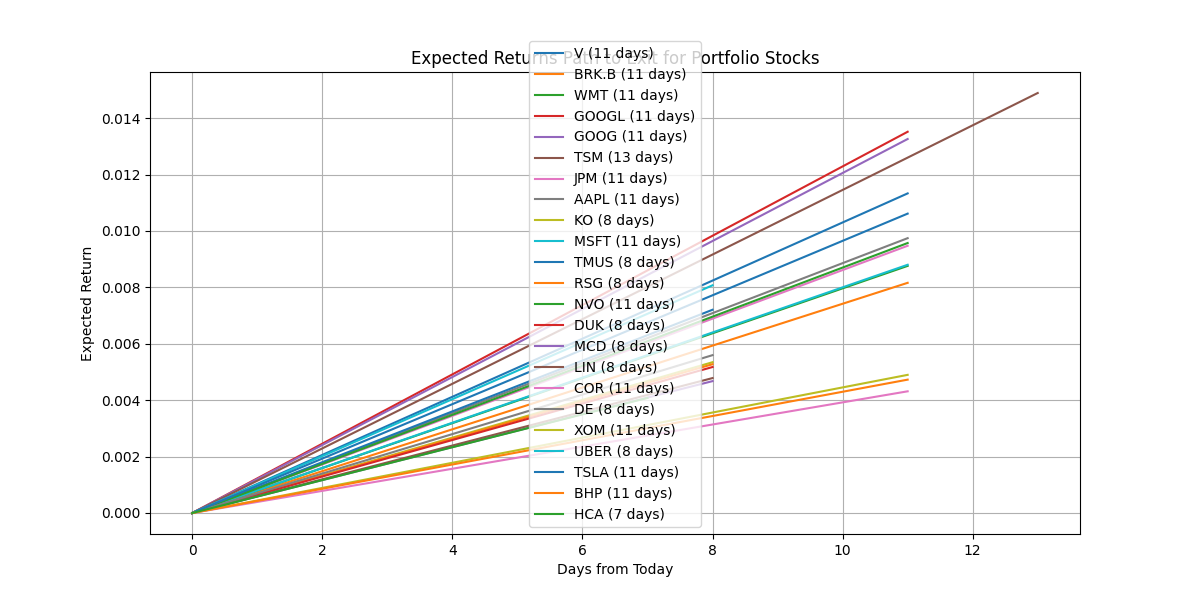 Expected Returns Path to Exit for Portfolio Stocks
V (11 days)
BRK.B (11 days)
WMT (11 days)
GOOGL (11 days)
GOOG (11 days)
TSM (13 days)
JPM (11 days)
AAPL (11 days)
KO (8 days)
MSFT (11 days)
TMUS (8 days)
RSG (8 days)
NVO (11 days)
DUK (8 days)
MCD (8 days)
LIN (8 days)
COR (11 days)
DE (8 days)
XOM (11 days)
UBER (8 days)
TSLA (11 days)
BHP (11 days)
HCA (7 days)
Expected Return
0.014
0.012
0.010
0.008
0.006
0.004
0.002
0.000
0 2 4 6 8 10 12
Days from Today